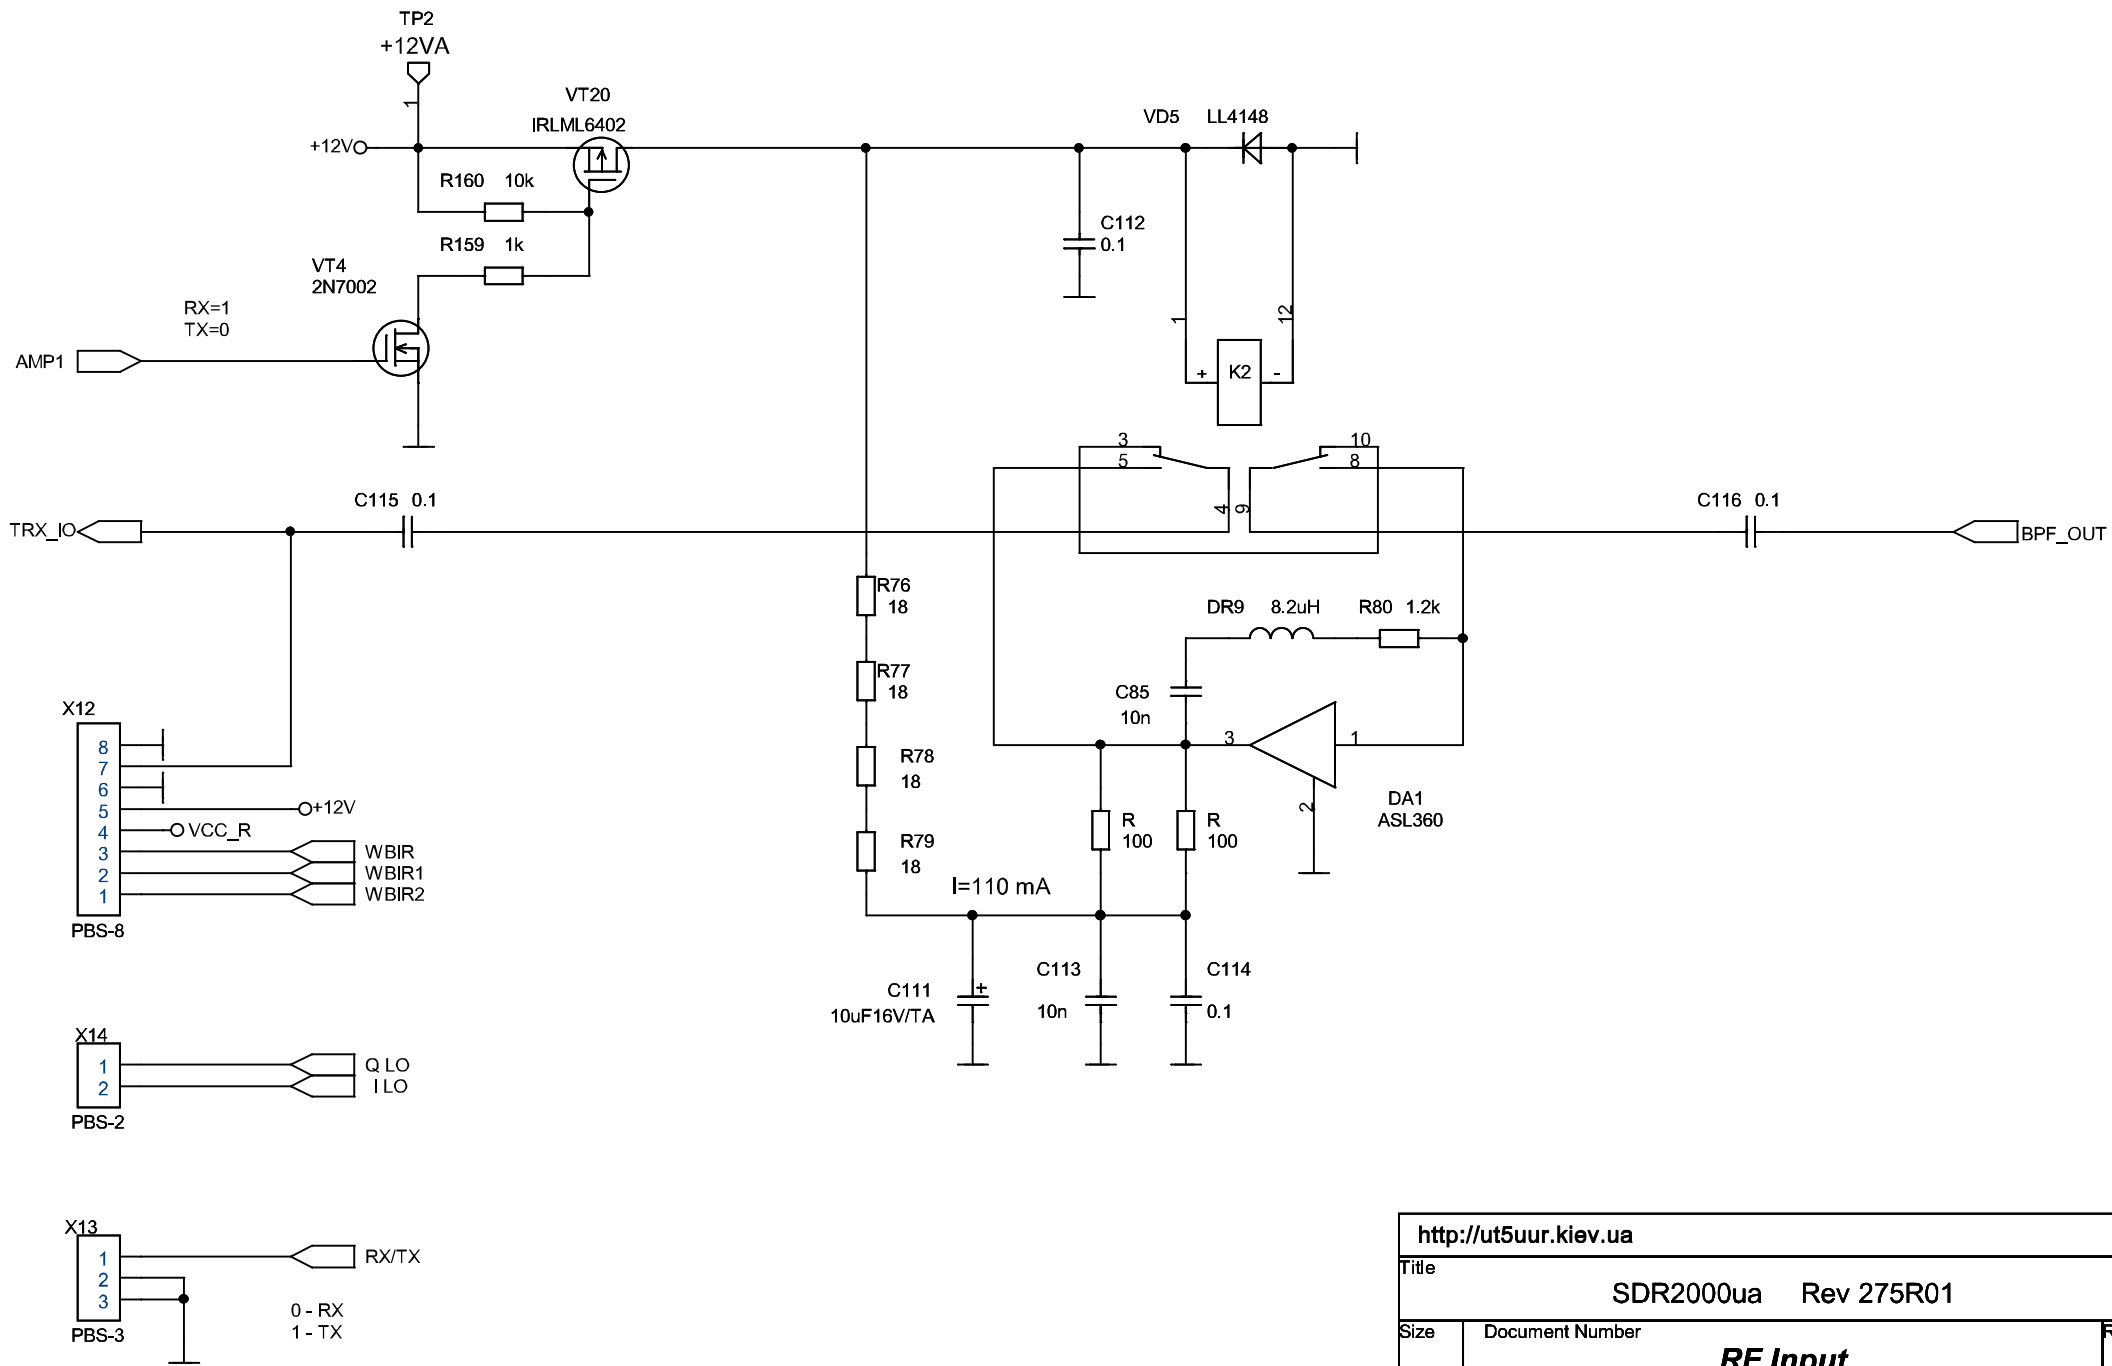 TP2
+12VA
1
VT20
IRLML6402
+12V
R160 10k
R159 1k
VT4
2N7002
RX=1
TX=0
AMP1
VD5 LL4148
C112
0.1
1
12
+ K2 -
3
5
4
9
10
8
TRX_IO
C115 0.1
C116 0.1
BPF_OUT
R76
18
R77
18
R78
18
R79
18
DR9 8.2uH R80 1.2k
C85
10n
3
1
2
DA1
ASL360
R
100
R
100
I=110 mA
C111
+
10uF16V/TA
C113
10n
C114
0.1
X12
8
7
6
5
4
3
2
1
+12V
VCC_R
WBIR
WBIR1
WBIR2
PBS-8
X14
1
2
Q LO
I LO
PBS-2
X13
1
2
3
RX/TX
0 - RX
1 - TX
PBS-3
http://ut5uur.kiev.ua
Title
SDR2000ua Rev 275R01
Size Document Number
RF Input